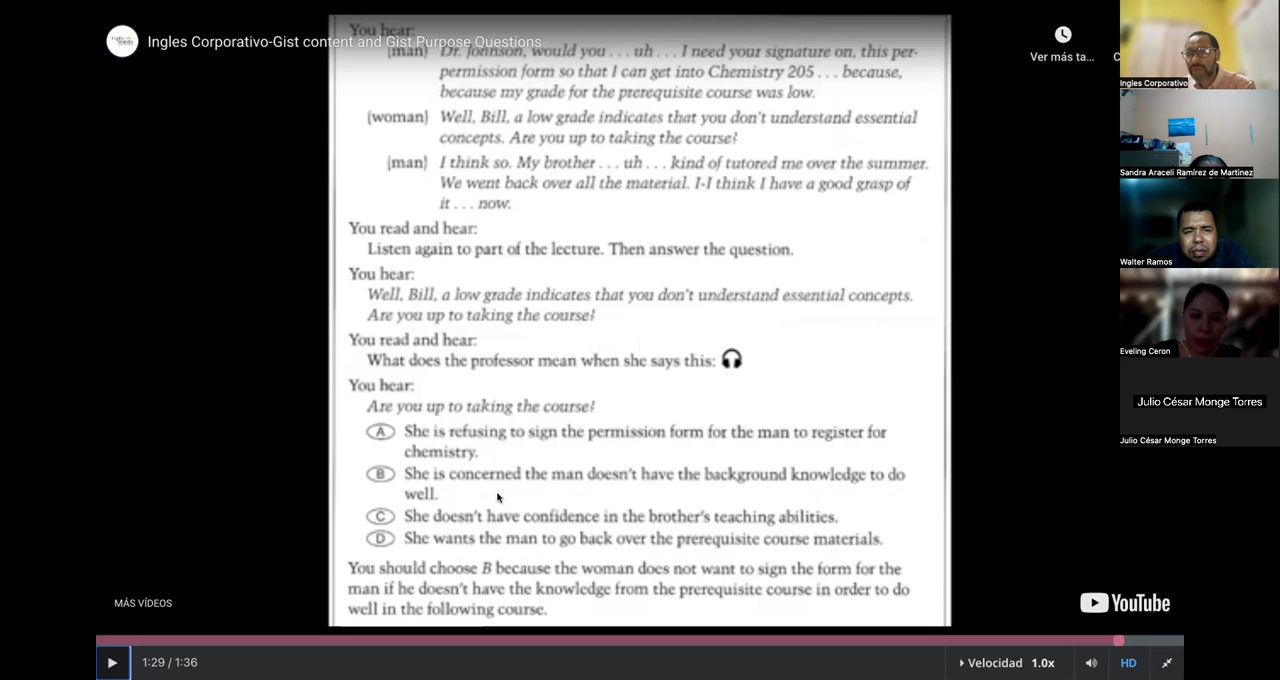 Ingles Corporativo-Gist content and Gist Purpose Questions
Ver más ta...
You hear:
(man) Dr. Johnson, would you . . . uh . . . I need your signature on, this per-
permission form so that I can get into Chemistry 205 . . . because,
because my grade for the prerequisite course was low.
(woman) Well, Bill, a low grade indicates that you don't understand essential
concepts. Are you up to taking the course?
(man) I think so. My brother . . . uh . . . kind of tutored me over the summer.
We went back over all the material. I-I think I have a good grasp of
it . . . now.
You read and hear:
Listen again to part of the lecture. Then answer the question.
You hear:
Well, Bill, a low grade indicates that you don't understand essential concepts.
Are you up to taking the course?
You read and hear:
What does the professor mean when she says this:
You hear:
Are you up to taking the course?
A She is refusing to sign the permission form for the man to register for
chemistry.
B She is concerned the man doesn't have the background knowledge to do
well.
C She doesn't have confidence in the brother's teaching abilities.
D She wants the man to go back over the prerequisite course materials.
You should choose B because the woman does not want to sign the form for the
man if he doesn't have the knowledge from the prerequisite course in order to do
well in the following course.
MÁS VÍDEOS
YouTube
1:29 / 1:36
Velocidad 1.0x
HD
Ingles Corporativo
Sandra Araceli Ramírez de Martinez
Walter Ramos
Eveling Ceron
Julio César Monge Torres
Julio César Monge Torres